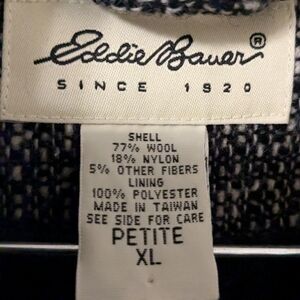 Eddie Bauer®
SINCE 1920
SHELL
77% WOOL
18% NYLON
5% OTHER FIBERS
LINING
100% POLYESTER
MADE IN TAIWAN
SEE SIDE FOR CARE
PETITE
XL